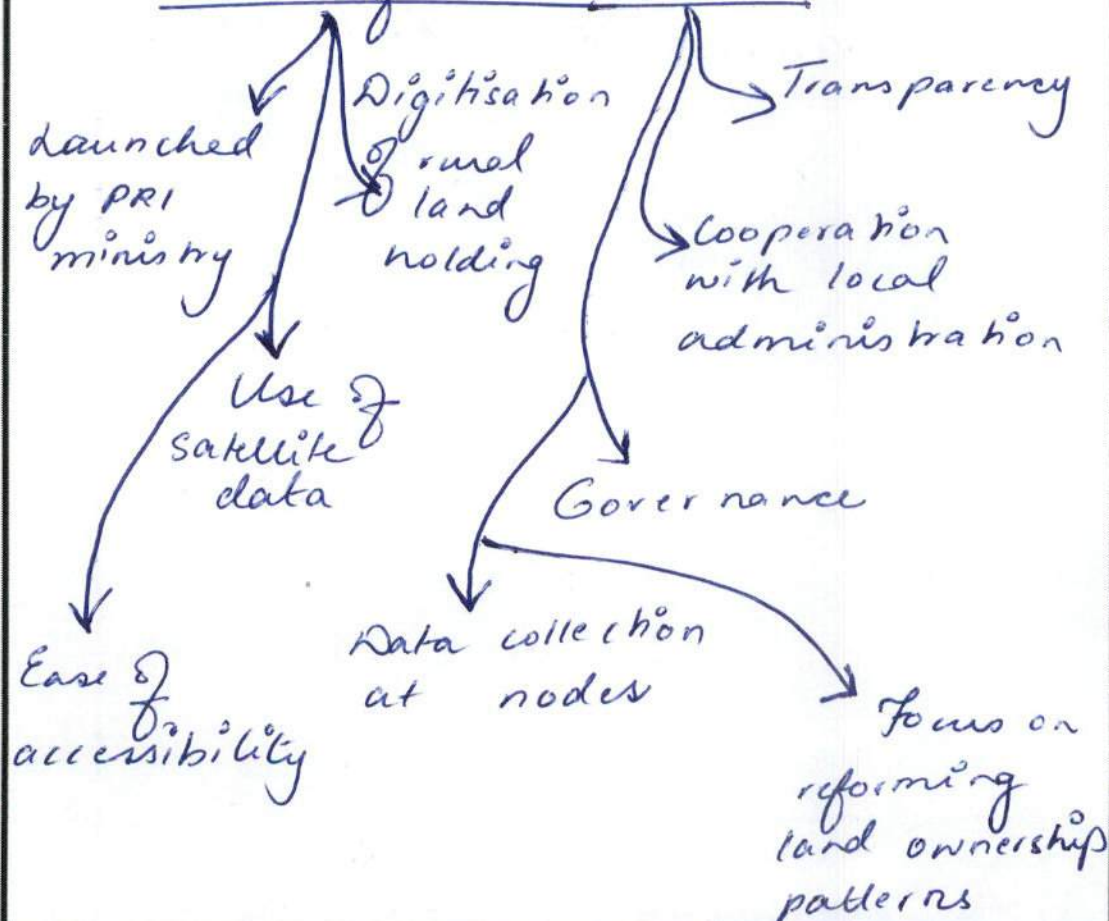 Launched
by PRI
ministry
Digitisation
of rural
land
holding
Use of
satellite
data
Ease of
accessibility
Transparency
Cooperation
with local
administration
Governance
Data collection
at nodes
Focus on
reforming
land ownership
patterns